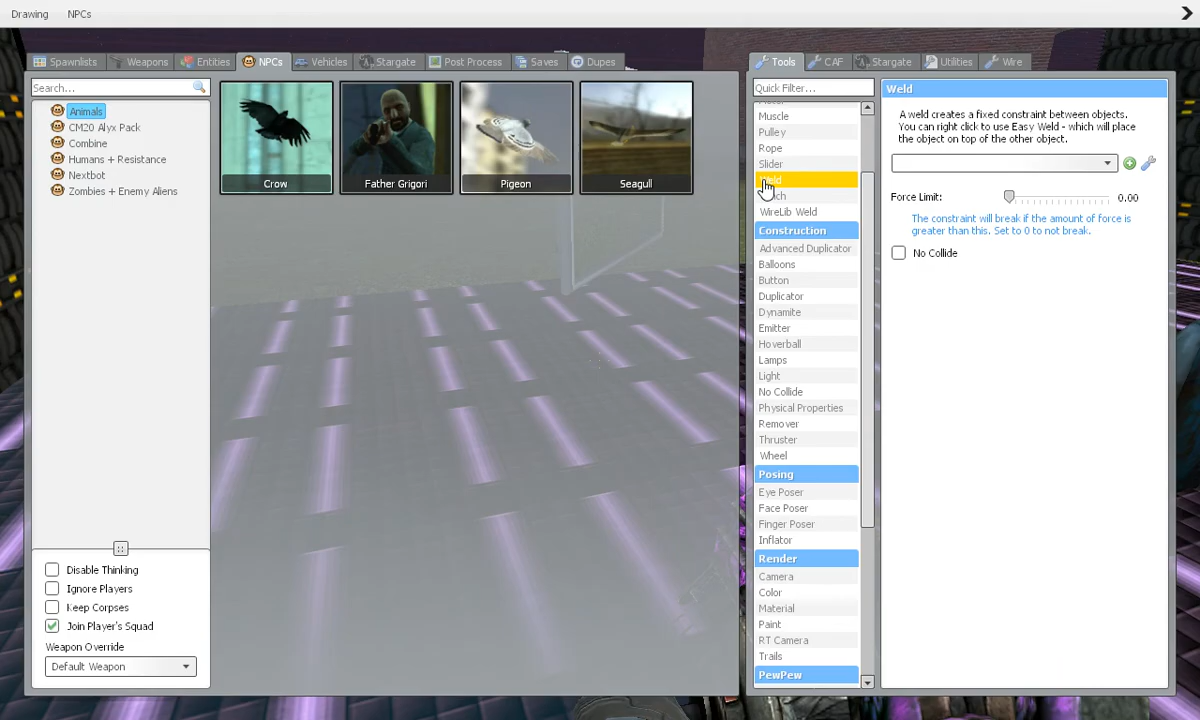 Drawing NPCs
Spawnlists Weapons Entities NPCs Vehicles Stargate Post Process Saves Dupes
Search...
Animals
CM20 Alyx Pack
Combine
Humans + Resistance
Nextbot
Zombies + Enemy Aliens
Crow
Father Grigori
Pigeon
Seagull
Disable Thinking
Ignore Players
Keep Corpses
Join Player's Squad
Weapon Override
Default Weapon
Tools CAF Stargate Utilities Wire
Quick Filter...
Muscle
Pulley
Rope
Slider
Weld
WireLib Weld
Construction
Advanced Duplicator
Balloons
Button
Duplicator
Dynamite
Emitter
Hoverball
Lamps
Light
No Collide
Physical Properties
Remover
Thruster
Wheel
Posing
Eye Poser
Face Poser
Finger Poser
Inflator
Render
Camera
Color
Material
Paint
RT Camera
Trails
PewPew
Weld
A weld creates a fixed constraint between objects.
You can right click to use Easy Weld - which will place
the object on top of the other object.
Force Limit: 0.00
The constraint will break if the amount of force is
greater than this. Set to 0 to not break.
No Collide